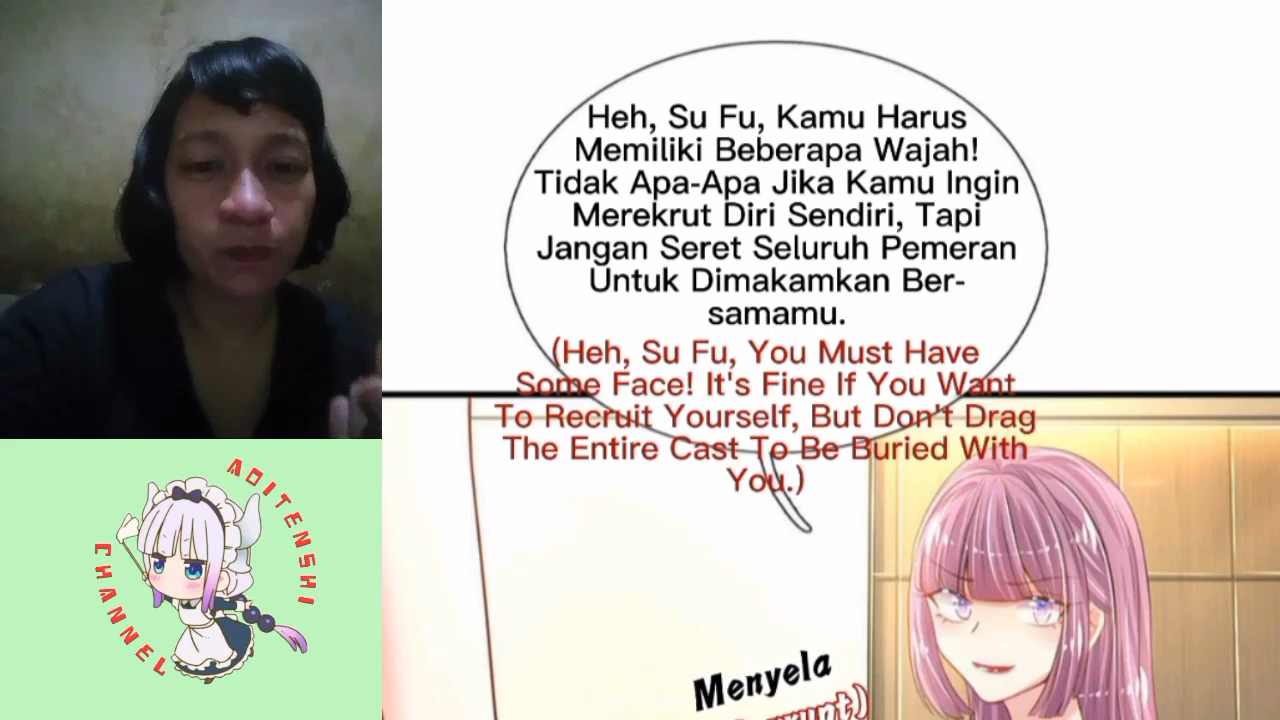 Heh, Su Fu, Kamu Harus
Memiliki Beberapa Wajah!
Tidak Apa-Apa Jika Kamu Ingin
Merekrut Diri Sendiri, Tapi
Jangan Seret Seluruh Pemeran
Untuk Dimakamkan Ber-
samamu.
(Heh, Su Fu, You Must Have
Some Face! It's Fine If You Want
To Recruit Yourself, But Don't Drag
The Entire Cast To Be Buried With
You.)
ADITENSHI
CHANNEL
Menyela